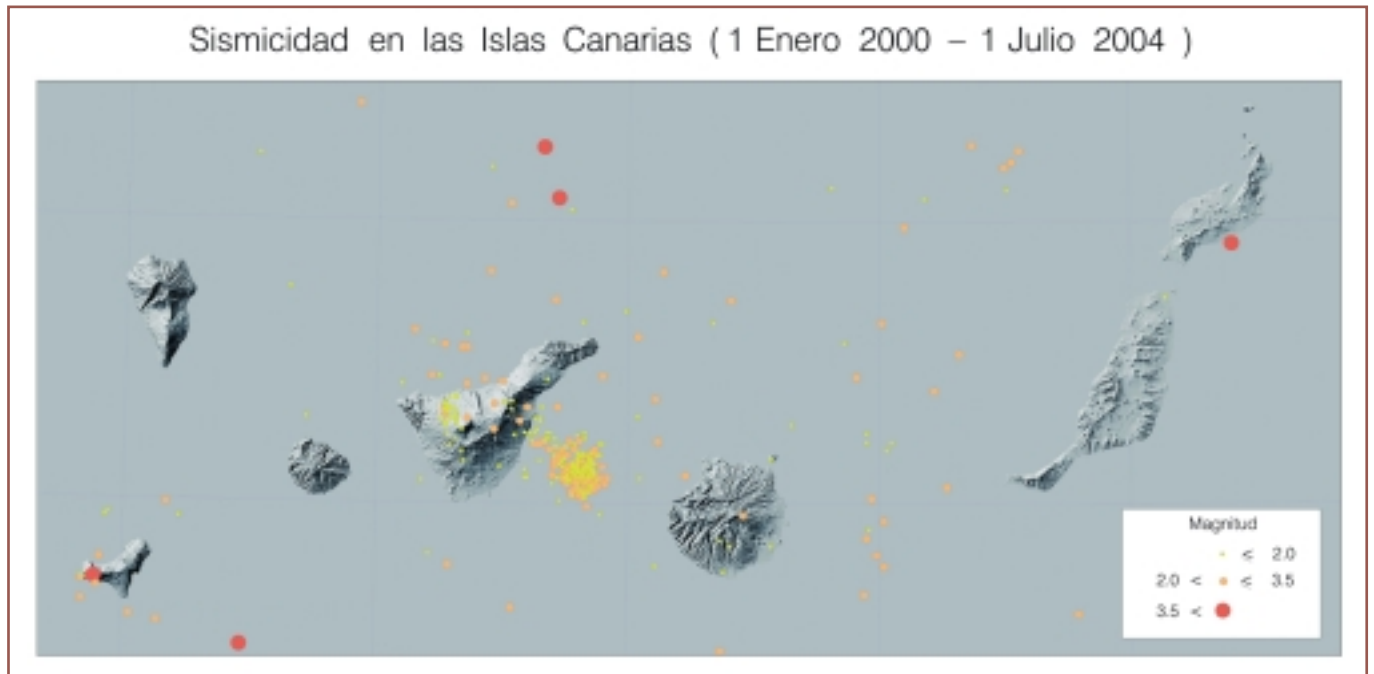 Sismicidad en las Islas Canarias ( 1 Enero 2000 – 1 Julio 2004 )
Magnitud
≤ 2.0
2.0 < ≤ 3.5
3.5 <